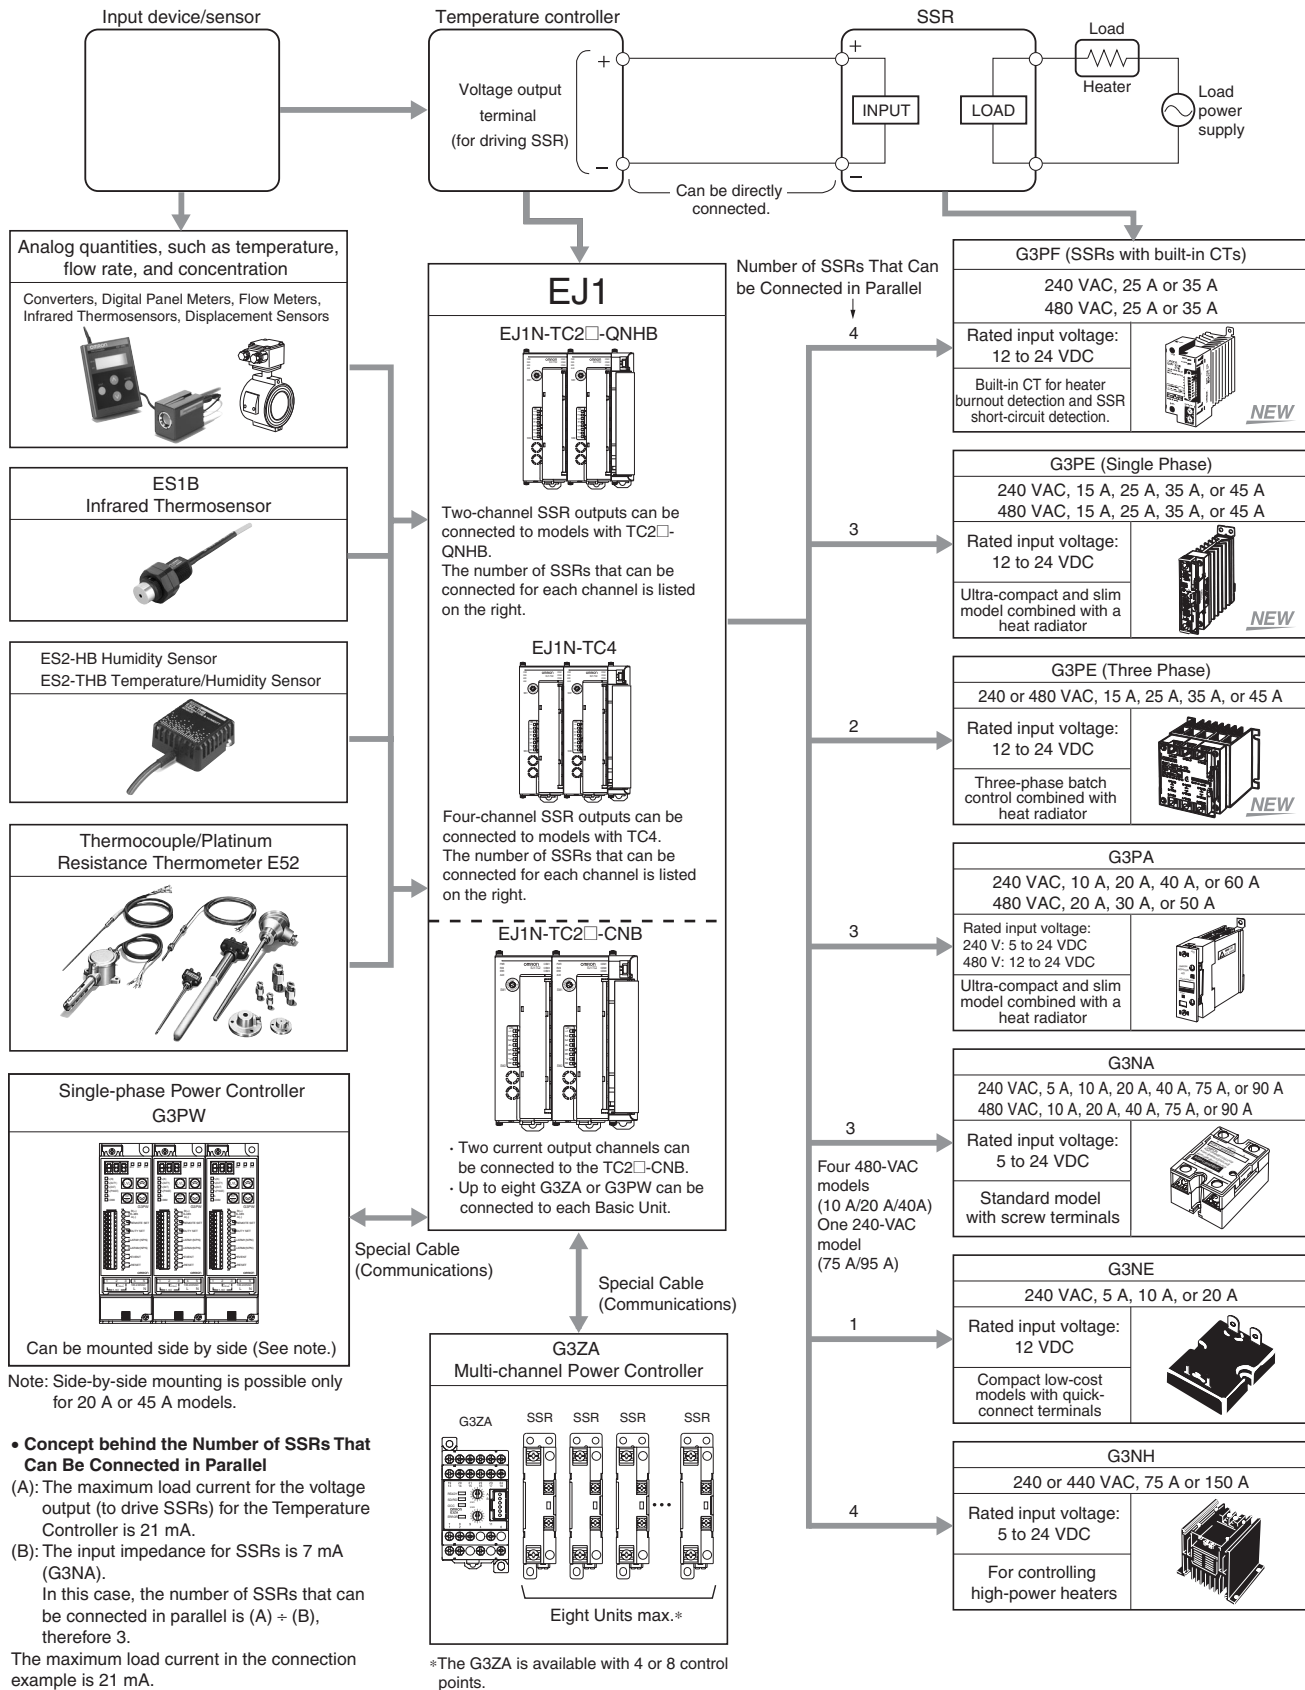 Input device/sensor
Temperature controller
SSR
Voltage output
terminal
(for driving SSR)
+
−
+
−
INPUT
LOAD
Load
Heater
Load
power
supply
Can be directly
connected.
Analog quantities, such as temperature,
flow rate, and concentration
Converters, Digital Panel Meters, Flow Meters,
Infrared Thermosensors, Displacement Sensors
ES1B
Infrared Thermosensor
ES2-HB Humidity Sensor
ES2-THB Temperature/Humidity Sensor
Thermocouple/Platinum
Resistance Thermometer E52
Single-phase Power Controller
G3PW
Can be mounted side by side (See note.)
Note: Side-by-side mounting is possible only
for 20 A or 45 A models.
• Concept behind the Number of SSRs That
Can Be Connected in Parallel
(A): The maximum load current for the voltage
output (to drive SSRs) for the Temperature
Controller is 21 mA.
(B): The input impedance for SSRs is 7 mA
(G3NA).
In this case, the number of SSRs that can
be connected in parallel is (A) ÷ (B),
therefore 3.
The maximum load current in the connection
example is 21 mA.
EJ1
EJ1N-TC2□-QNHB
Two-channel SSR outputs can be
connected to models with TC2□-
QNHB.
The number of SSRs that can be
connected for each channel is listed
on the right.
EJ1N-TC4
Four-channel SSR outputs can be
connected to models with TC4.
The number of SSRs that can be
connected for each channel is listed
on the right.
EJ1N-TC2□-CNB
· Two current output channels can
be connected to the TC2□-CNB.
· Up to eight G3ZA or G3PW can be
connected to each Basic Unit.
Special Cable
(Communications)
Special Cable
(Communications)
G3ZA
Multi-channel Power Controller
G3ZA
SSR SSR SSR SSR
Eight Units max.*
*The G3ZA is available with 4 or 8 control
points.
Number of SSRs That Can
be Connected in Parallel
4
3
2
3
3
Four 480-VAC
models
(10 A/20 A/40A)
One 240-VAC
model
(75 A/95 A)
1
4
G3PF (SSRs with built-in CTs)
240 VAC, 25 A or 35 A
480 VAC, 25 A or 35 A
Rated input voltage:
12 to 24 VDC
Built-in CT for heater
burnout detection and SSR
short-circuit detection.
NEW
G3PE (Single Phase)
240 VAC, 15 A, 25 A, 35 A, or 45 A
480 VAC, 15 A, 25 A, 35 A, or 45 A
Rated input voltage:
12 to 24 VDC
Ultra-compact and slim
model combined with a
heat radiator
NEW
G3PE (Three Phase)
240 or 480 VAC, 15 A, 25 A, 35 A, or 45 A
Rated input voltage:
12 to 24 VDC
Three-phase batch
control combined with
heat radiator
NEW
G3PA
240 VAC, 10 A, 20 A, 40 A, or 60 A
480 VAC, 20 A, 30 A, or 50 A
Rated input voltage:
240 V: 5 to 24 VDC
480 V: 12 to 24 VDC
Ultra-compact and slim
model combined with a
heat radiator
G3NA
240 VAC, 5 A, 10 A, 20 A, 40 A, 75 A, or 90 A
480 VAC, 10 A, 20 A, 40 A, 75 A, or 90 A
Rated input voltage:
5 to 24 VDC
Standard model
with screw terminals
G3NE
240 VAC, 5 A, 10 A, or 20 A
Rated input voltage:
12 VDC
Compact low-cost
models with quick-
connect terminals
G3NH
240 or 440 VAC, 75 A or 150 A
Rated input voltage:
5 to 24 VDC
For controlling
high-power heaters